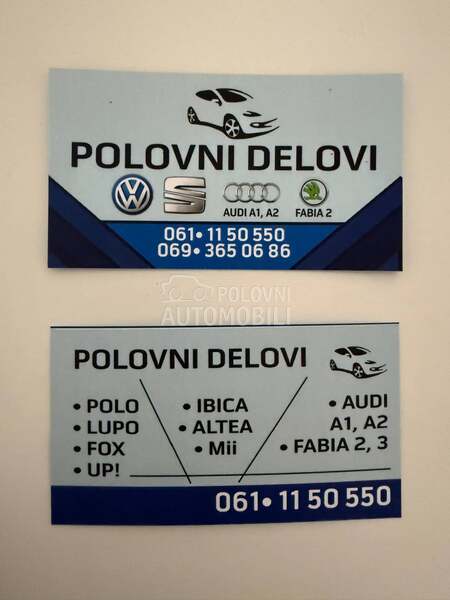 POLOVNI DELOVI
AUDI A1, A2
FABIA 2
061• 11 50 550
069• 365 06 86
POLOVNI
AUTOMOBILI
POLOVNI DELOVI
• POLO
• LUPO
• FOX
• UP!
• IBICA
• ALTEA
• Mii
• AUDI
A1, A2
• FABIA 2, 3
061• 11 50 550